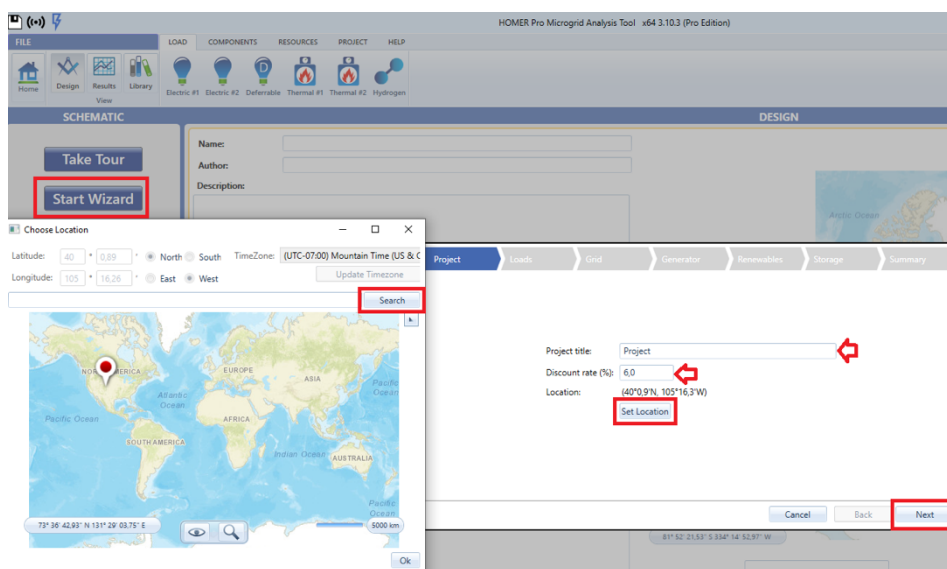 HOMER Pro Microgrid Analysis Tool x64 3.10.3 (Pro Edition)
FILE
LOAD COMPONENTS RESOURCES PROJECT HELP
Home Design Results Library
View
Electric #1 Electric #2 Deferrable Thermal #1 Thermal #2 Hydrogen
SCHEMATIC
DESIGN
Take Tour
Start Wizard
Name:
Author:
Description:
Arctic Ocean
Choose Location
Latitude: 40 ° 0,89 ' North South TimeZone: (UTC-07:00) Mountain Time (US & C
Longitude: 105 ° 16,26 ' East West Update Timezone
Search
NORTH AMERICA
EUROPE
ASIA
Atlantic
Ocean
Pacific
Ocean
Pacific Ocean
AFRICA
SOUTH AMERICA
Indian Ocean
AUSTRALIA
Pacific
Ocean
73° 36' 42,93" N 131° 29' 03,75" E
5000 km
Ok
Project Loads Grid Generator Renewables Storage Summary
Project title: Project
Discount rate (%): 6,0
Location: (40°0,9'N, 105°16,3'W)
Set Location
Cancel Back Next
81° 52' 21,53" S 334° 14' 52,97" W